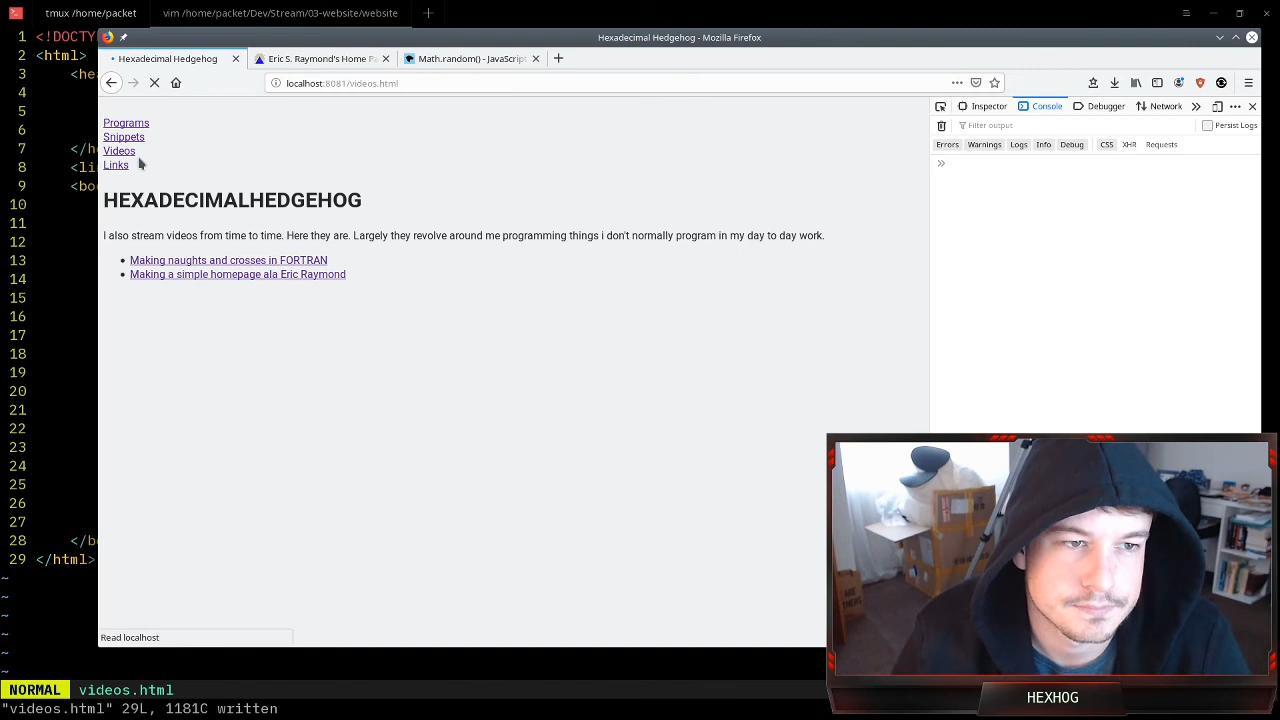 tmux /home/packet
vim /home/packet/Dev/Stream/03-website/website
Hexadecimal Hedgehog - Mozilla Firefox
Hexadecimal Hedgehog
Eric S. Raymond's Home Pa
Math.random() - JavaScript
localhost:8081/videos.html
Inspector
Console
Debugger
Network
Filter output
Persist Logs
Errors
Warnings
Logs
Info
Debug
CSS
XHR
Requests
Programs
Snippets
Videos
Links
HEXADECIMALHEDGEHOG
I also stream videos from time to time. Here they are. Largely they revolve around me programming things i don't normally program in my day to day work.
Making naughts and crosses in FORTRAN
Making a simple homepage ala Eric Raymond
Read localhost
1 <!DOCTY
2 <html>
3 <hea
4
5
6
7 </h
8 <li
9 <bo
10
11
12
13
14
15
16
17
18
19
20
21
22
23
24
25
26
27
28 </b
29 </html>
~
~
~
~
~
~
NORMAL videos.html
"videos.html" 29L, 1181C written
HEXHOG